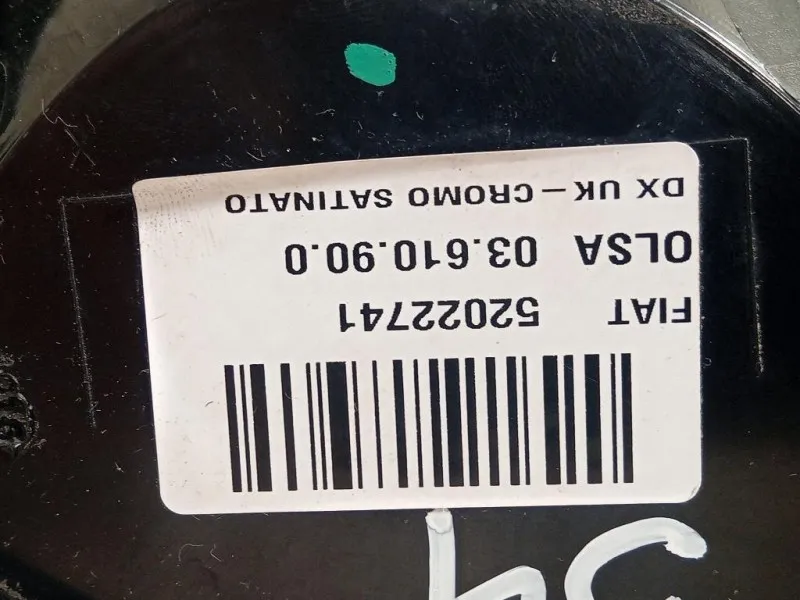 FIAT 52022741
OLSA 03.610.90.0
DX UK – CROMO SATINATO